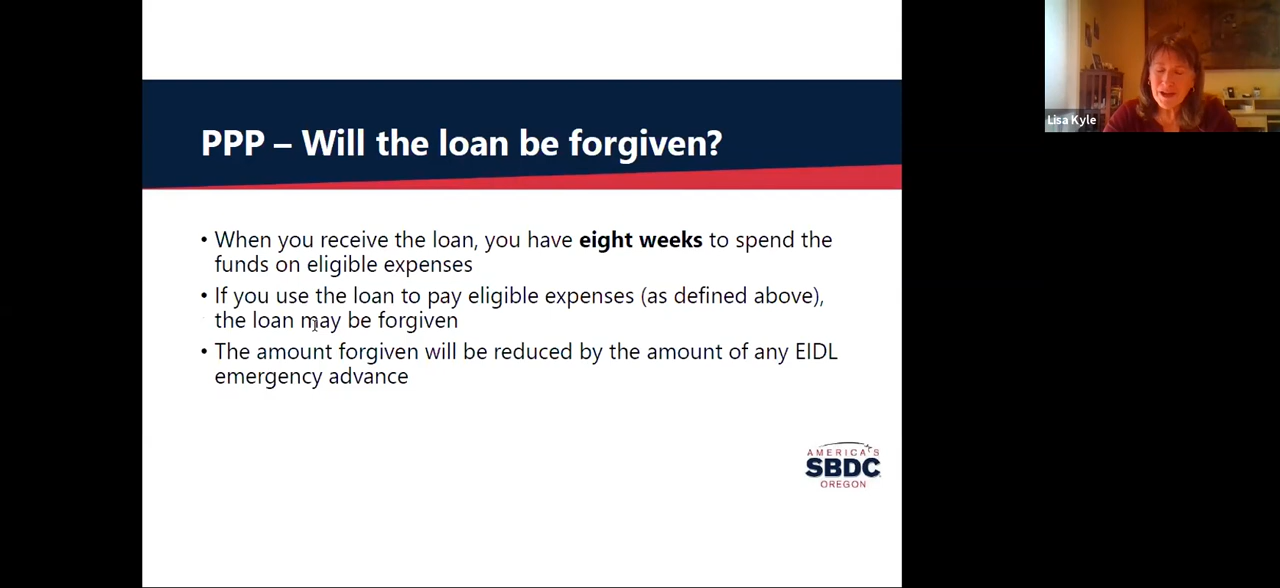 PPP – Will the loan be forgiven?
• When you receive the loan, you have eight weeks to spend the
funds on eligible expenses
• If you use the loan to pay eligible expenses (as defined above),
the loan may be forgiven
• The amount forgiven will be reduced by the amount of any EIDL
emergency advance
AMERICA'S
SBDC
OREGON
Lisa Kyle